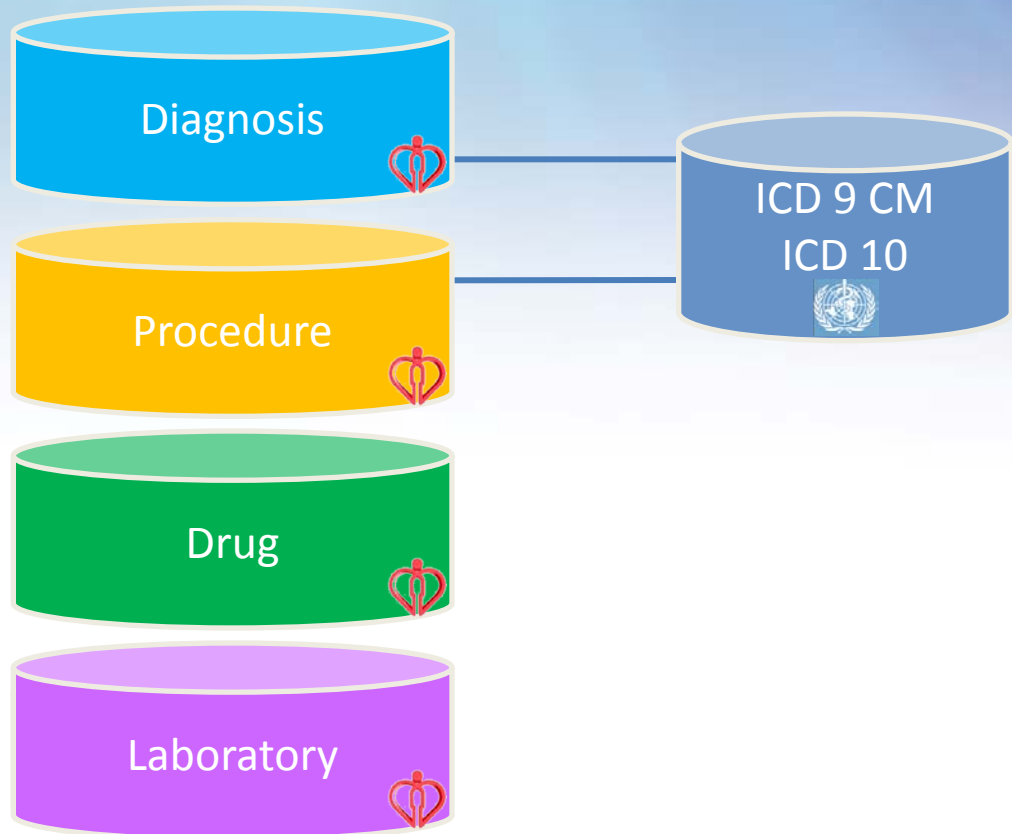 Diagnosis
ICD 9 CM
ICD 10
Procedure
Drug
Laboratory